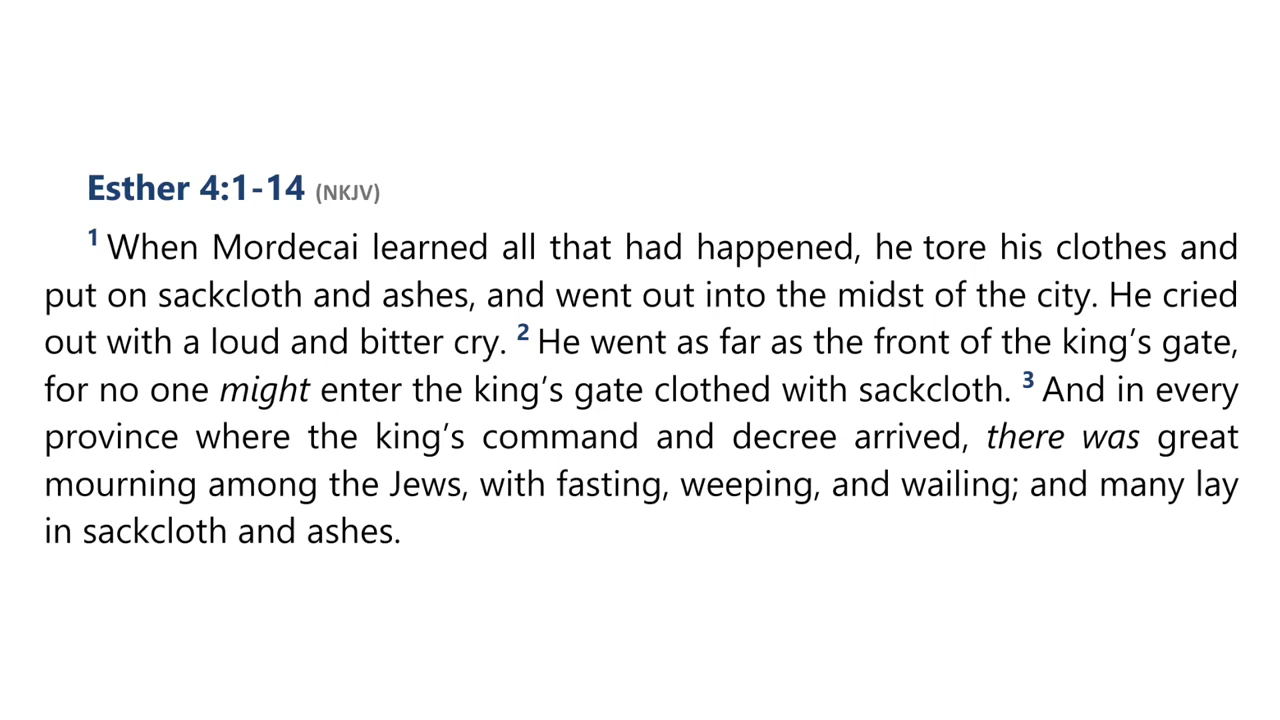 Esther 4:1-14 (NKJV)
1 When Mordecai learned all that had happened, he tore his clothes and
put on sackcloth and ashes, and went out into the midst of the city. He cried
out with a loud and bitter cry. 2 He went as far as the front of the king’s gate,
for no one might enter the king’s gate clothed with sackcloth. 3 And in every
province where the king’s command and decree arrived, there was great
mourning among the Jews, with fasting, weeping, and wailing; and many lay
in sackcloth and ashes.